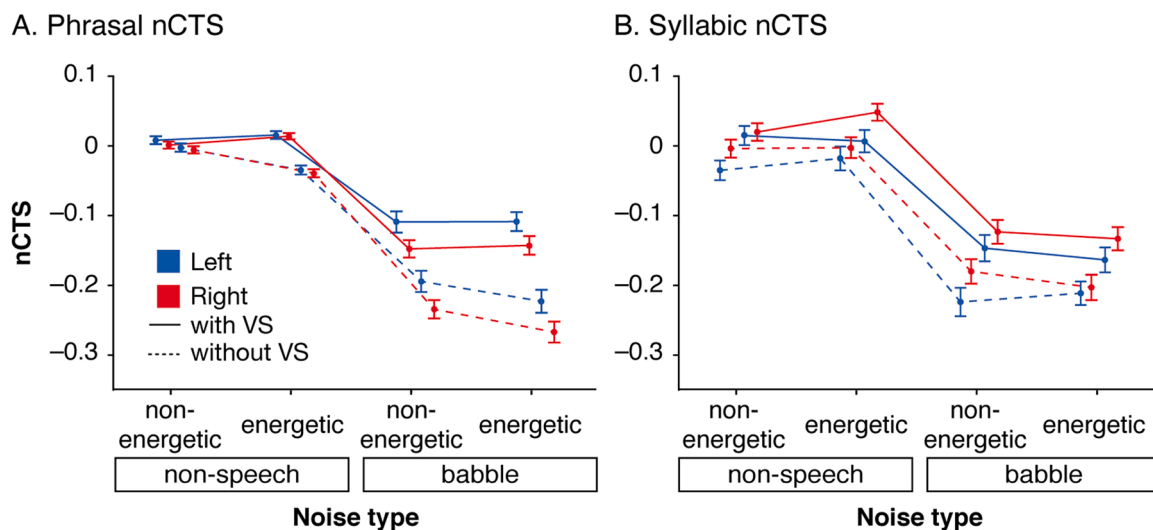 A. Phrasal nCTS
0.1
0
–0.1
–0.2
–0.3
nCTS
Left
Right
with VS
without VS
non-
energetic
energetic
non-
energetic
energetic
non-speech
babble
Noise type
B. Syllabic nCTS
0.1
0
–0.1
–0.2
–0.3
non-
energetic
energetic
non-
energetic
energetic
non-speech
babble
Noise type